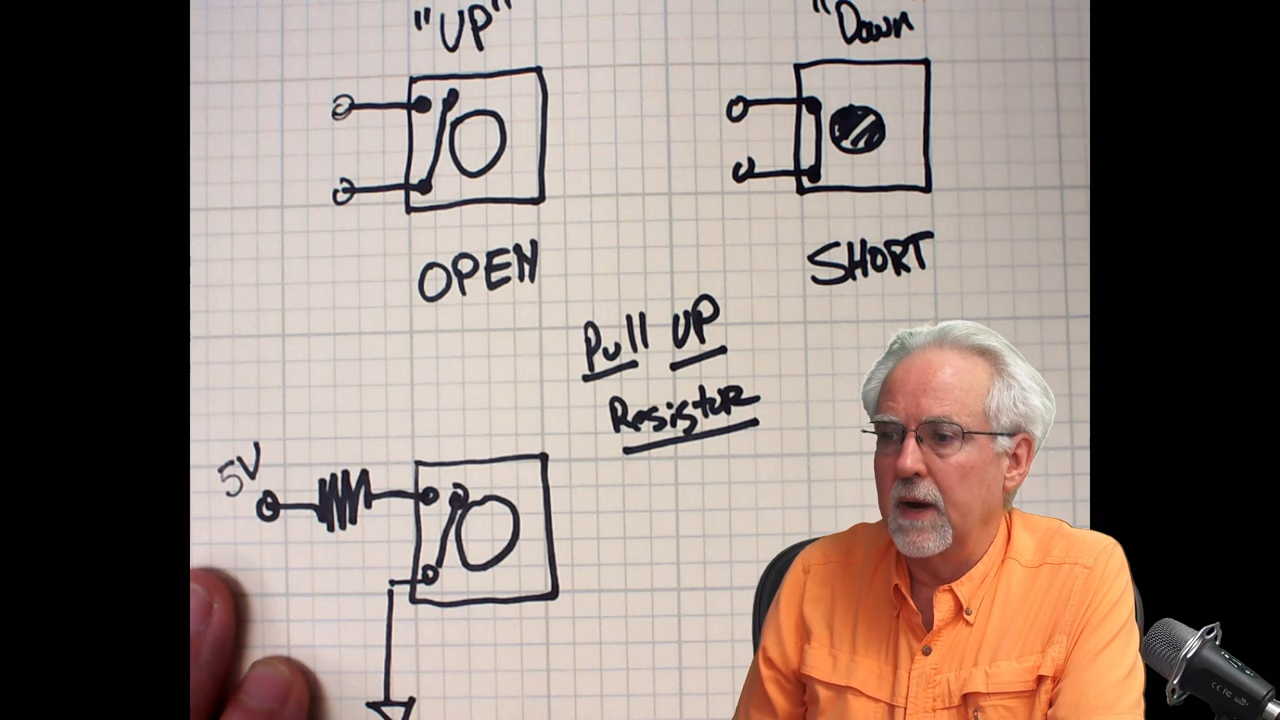 "UP"
"Down"
OPEN
SHORT
Pull UP
Resistor
5V